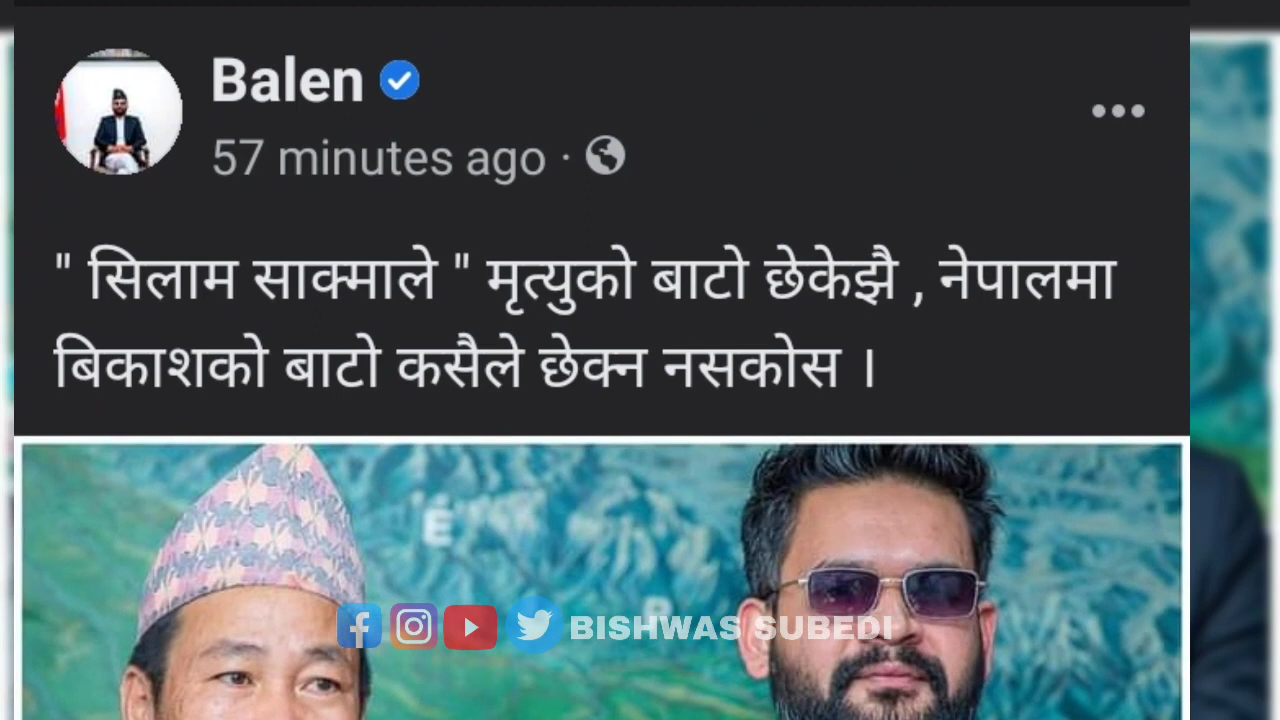 Balen
57 minutes ago ·
" सिलाम साक्माले " मृत्युको बाटो छेकेझै , नेपालमा
बिकाशको बाटो कसैले छेक्न नसकोस ।
E
R
BISHWAS SUBEDI